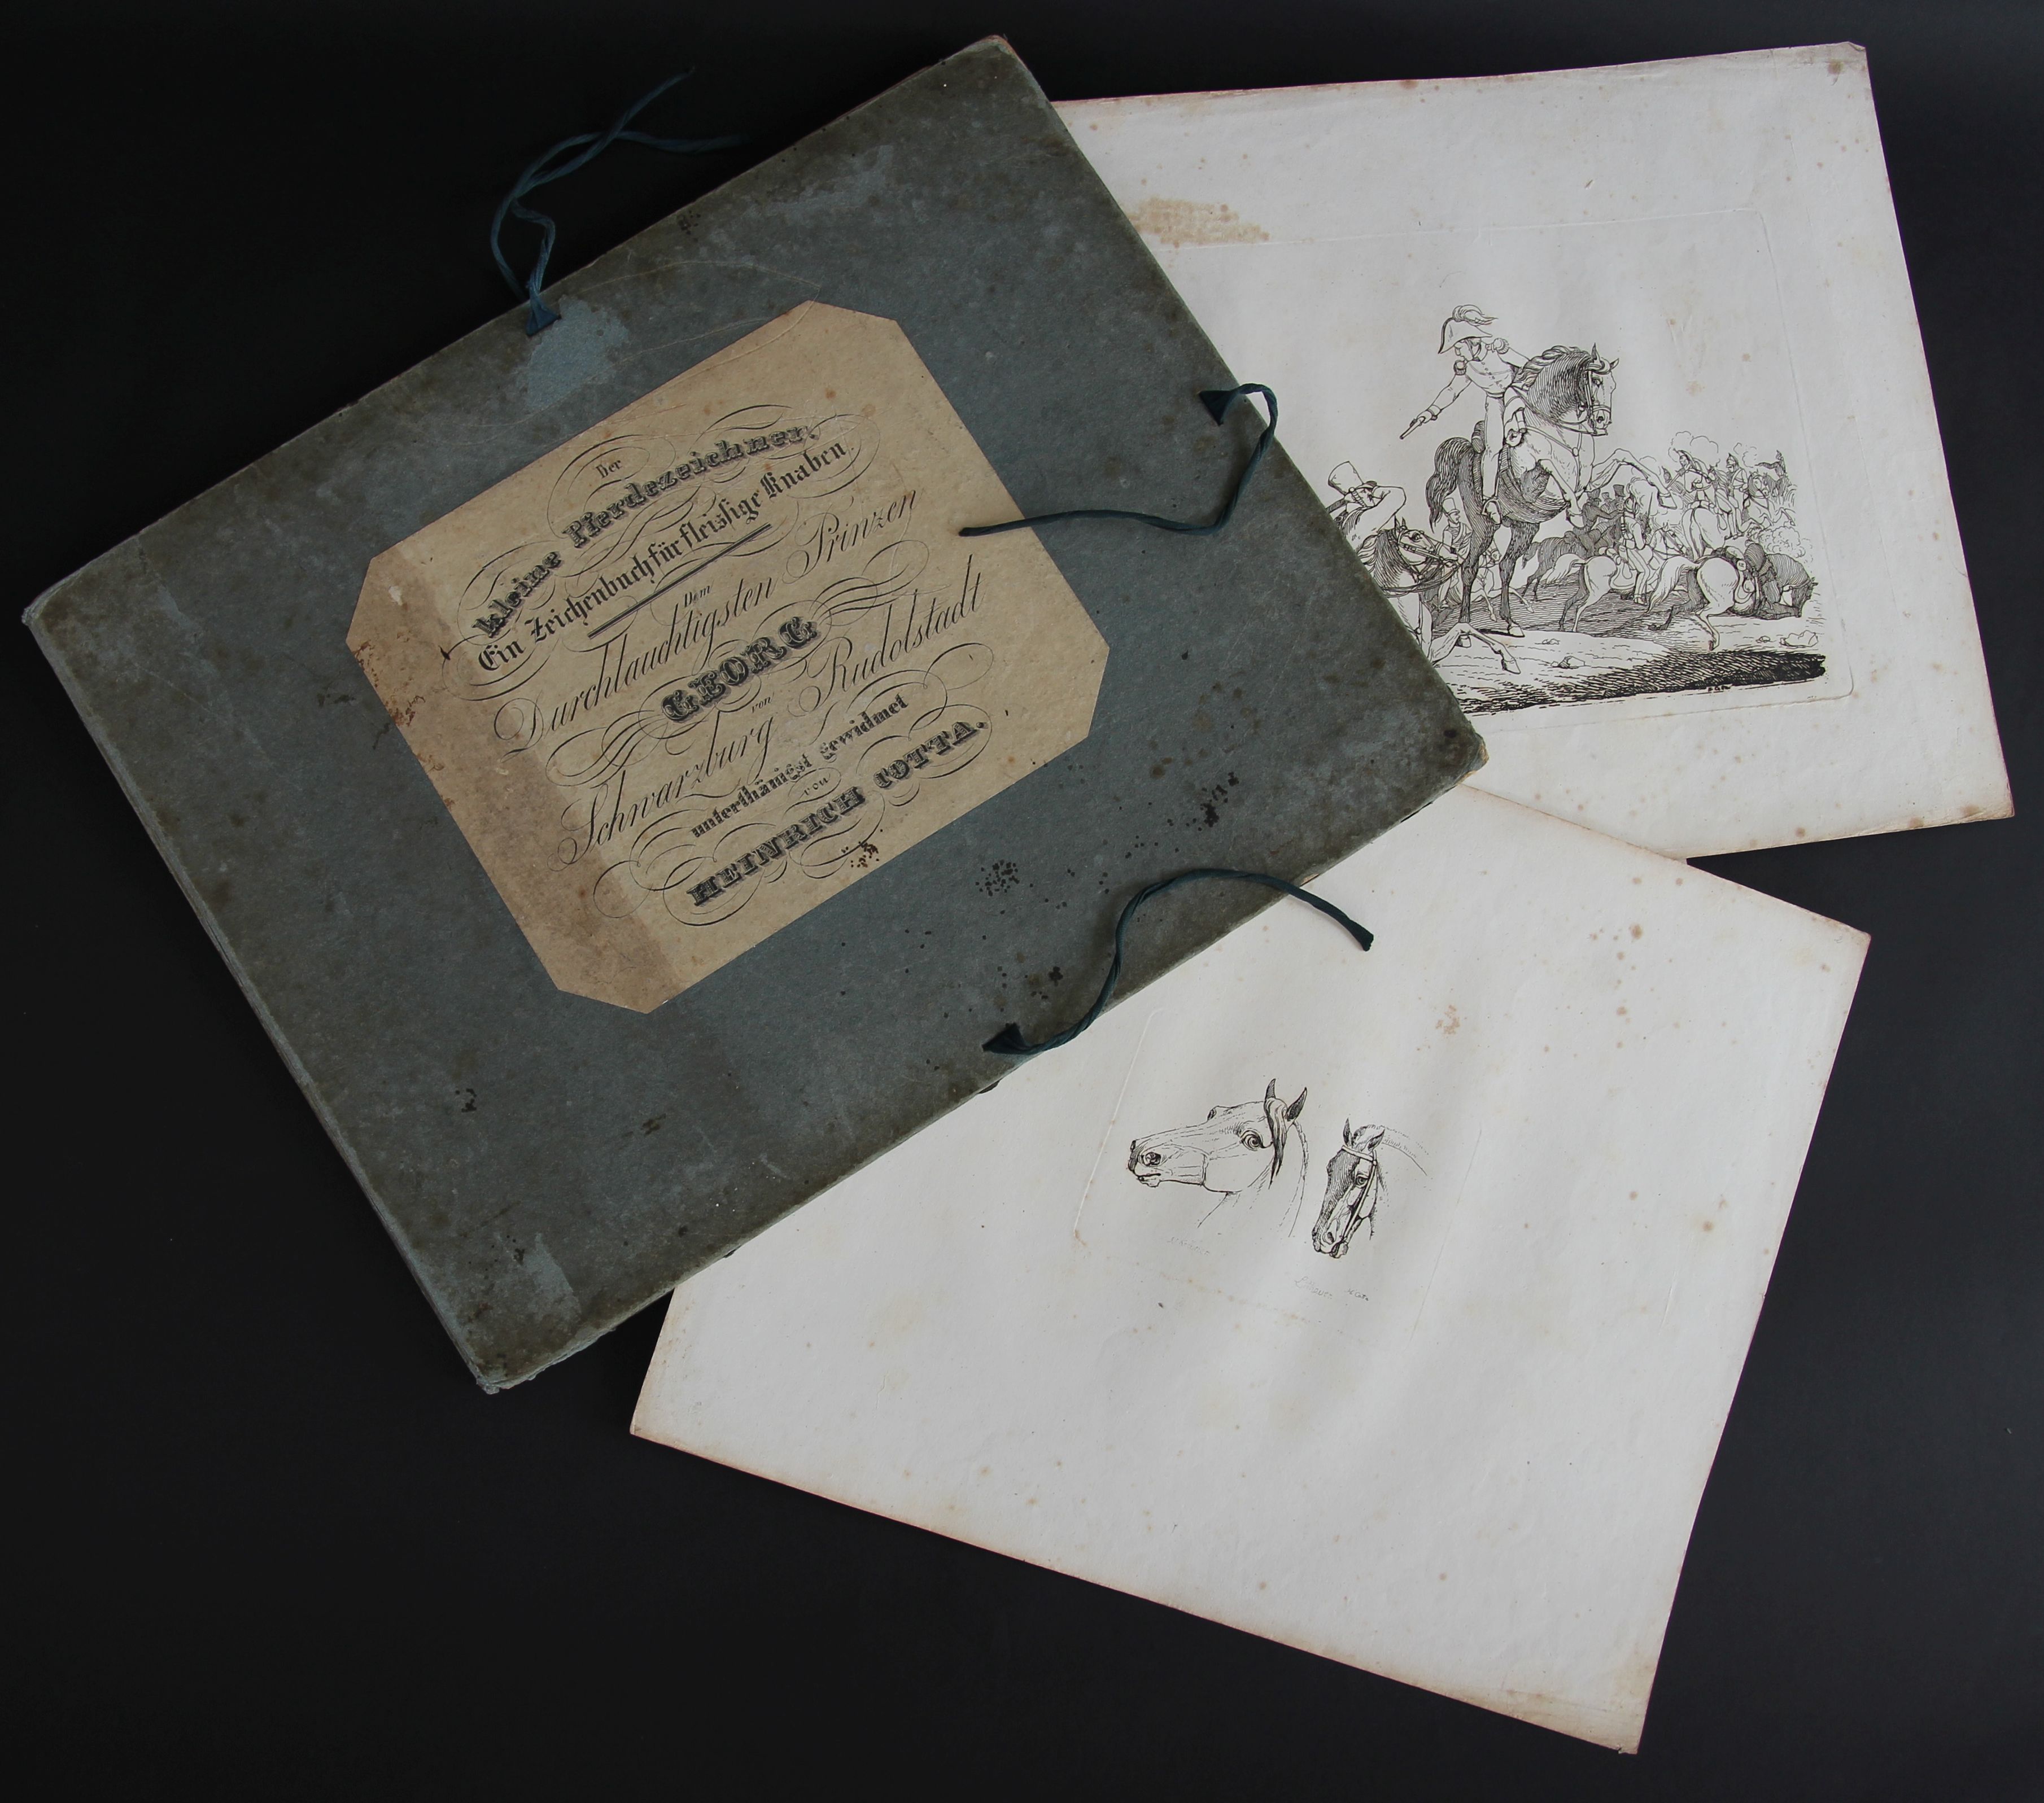 Der
kleine Pferdezeichner.
Ein Zeichenbuch für fleissige Knaben.
Dem
Durchlauchtigsten Prinzen
GEORG
von
Schwarzburg Rudolstadt
unterthänigst gewidmet
von
HEINRICH COTTA.